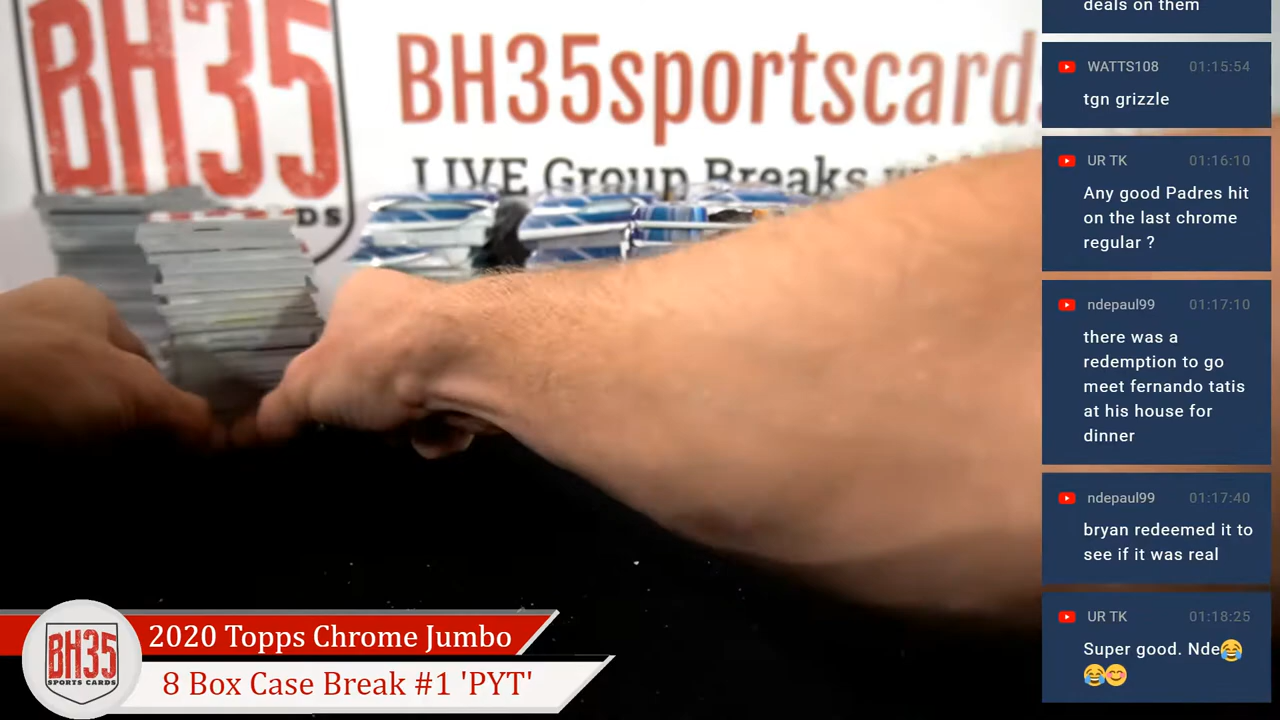 BH35
BH35sportscards
LIVE Group Breaks
DS
deals on them
WATTS108 01:15:54
tgn grizzle
UR TK 01:16:10
Any good Padres hit
on the last chrome
regular ?
ndepaul99 01:17:10
there was a
redemption to go
meet fernando tatis
at his house for
dinner
ndepaul99 01:17:40
bryan redeemed it to
see if it was real
UR TK 01:18:25
Super good. Nde😂
😂😊
BH35
SPORTS CARDS
2020 Topps Chrome Jumbo
8 Box Case Break #1 'PYT'